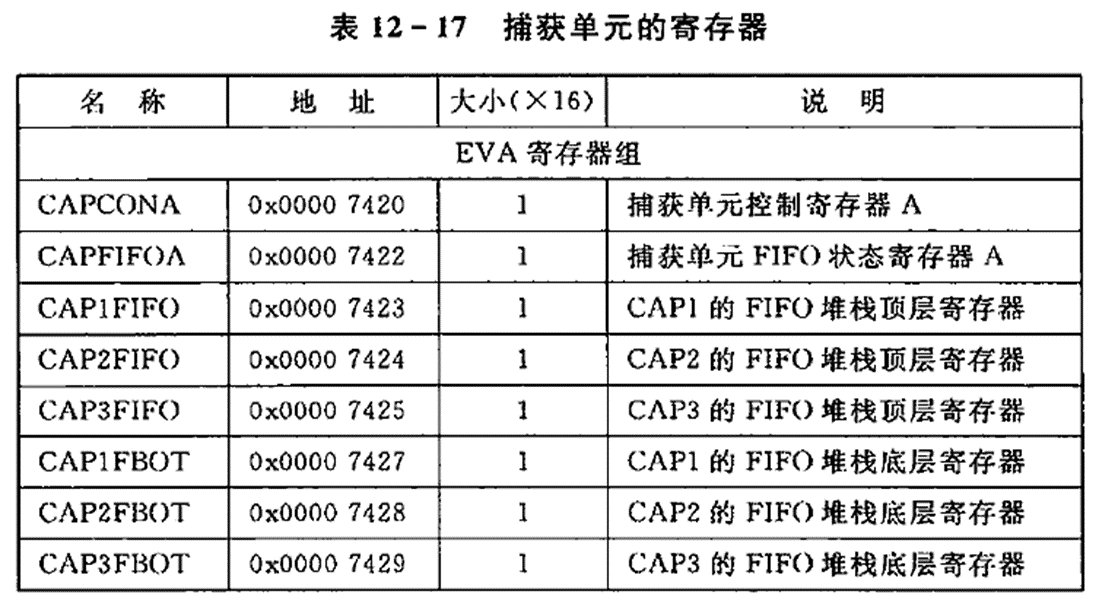 表 12-17 捕获单元的寄存器
名 称 地 址 大小(×16) 说 明
EVA 寄存器组
CAPCONA 0x0000 7420 1 捕获单元控制寄存器 A
CAPFIFOA 0x0000 7422 1 捕获单元 FIFO 状态寄存器 A
CAP1FIFO 0x0000 7423 1 CAP1 的 FIFO 堆栈顶层寄存器
CAP2FIFO 0x0000 7424 1 CAP2 的 FIFO 堆栈顶层寄存器
CAP3FIFO 0x0000 7425 1 CAP3 的 FIFO 堆栈顶层寄存器
CAP1FBOT 0x0000 7427 1 CAP1 的 FIFO 堆栈底层寄存器
CAP2FBOT 0x0000 7428 1 CAP2 的 FIFO 堆栈底层寄存器
CAP3FBOT 0x0000 7429 1 CAP3 的 FIFO 堆栈底层寄存器